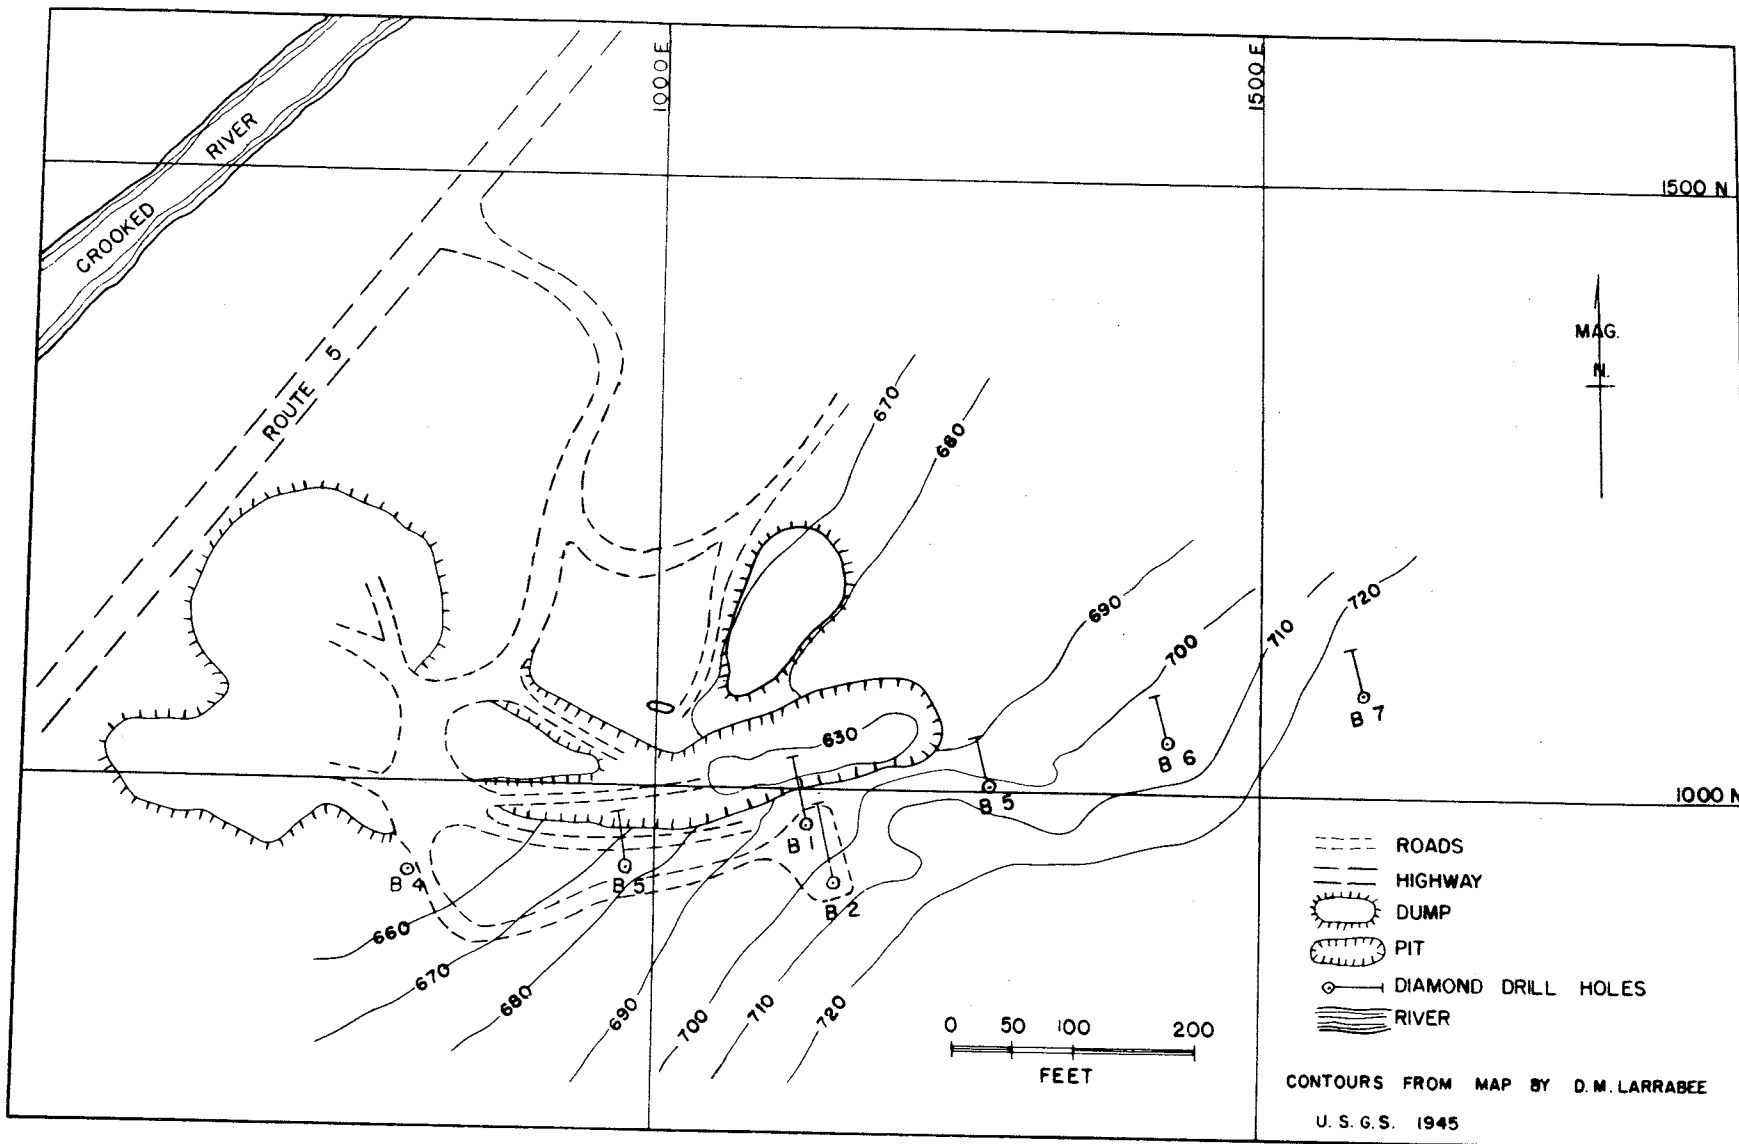 1000 E
1500 E
CROOKED RIVER
1500 N
ROUTE 5
MAG.
N.
670
680
690
700
710
720
630
B 7
B 6
B 5
1000 N
B
B 4
B 5
B 2
660
670
680
690
700
710
720
ROADS
HIGHWAY
DUMP
PIT
DIAMOND DRILL HOLES
RIVER
0 50 100 200
FEET
CONTOURS FROM MAP BY D. M. LARRABEE
U. S. G. S. 1945